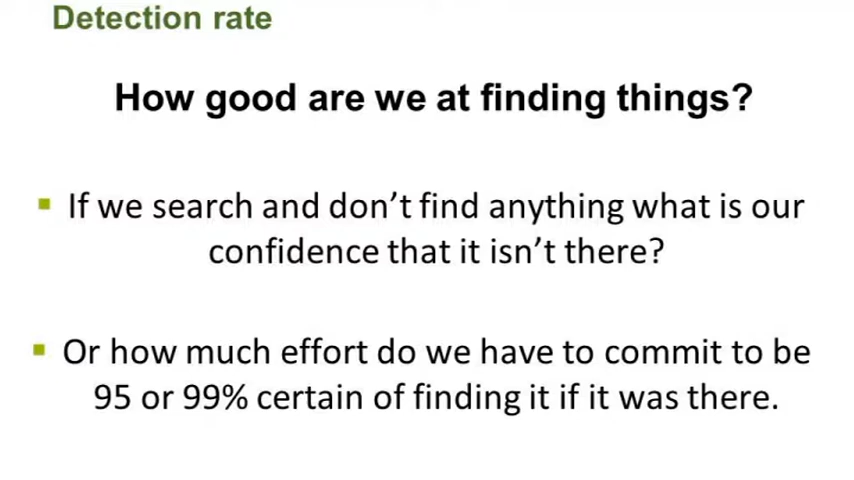 Detection rate
How good are we at finding things?
If we search and don't find anything what is our
confidence that it isn't there?
Or how much effort do we have to commit to be
95 or 99% certain of finding it if it was there.